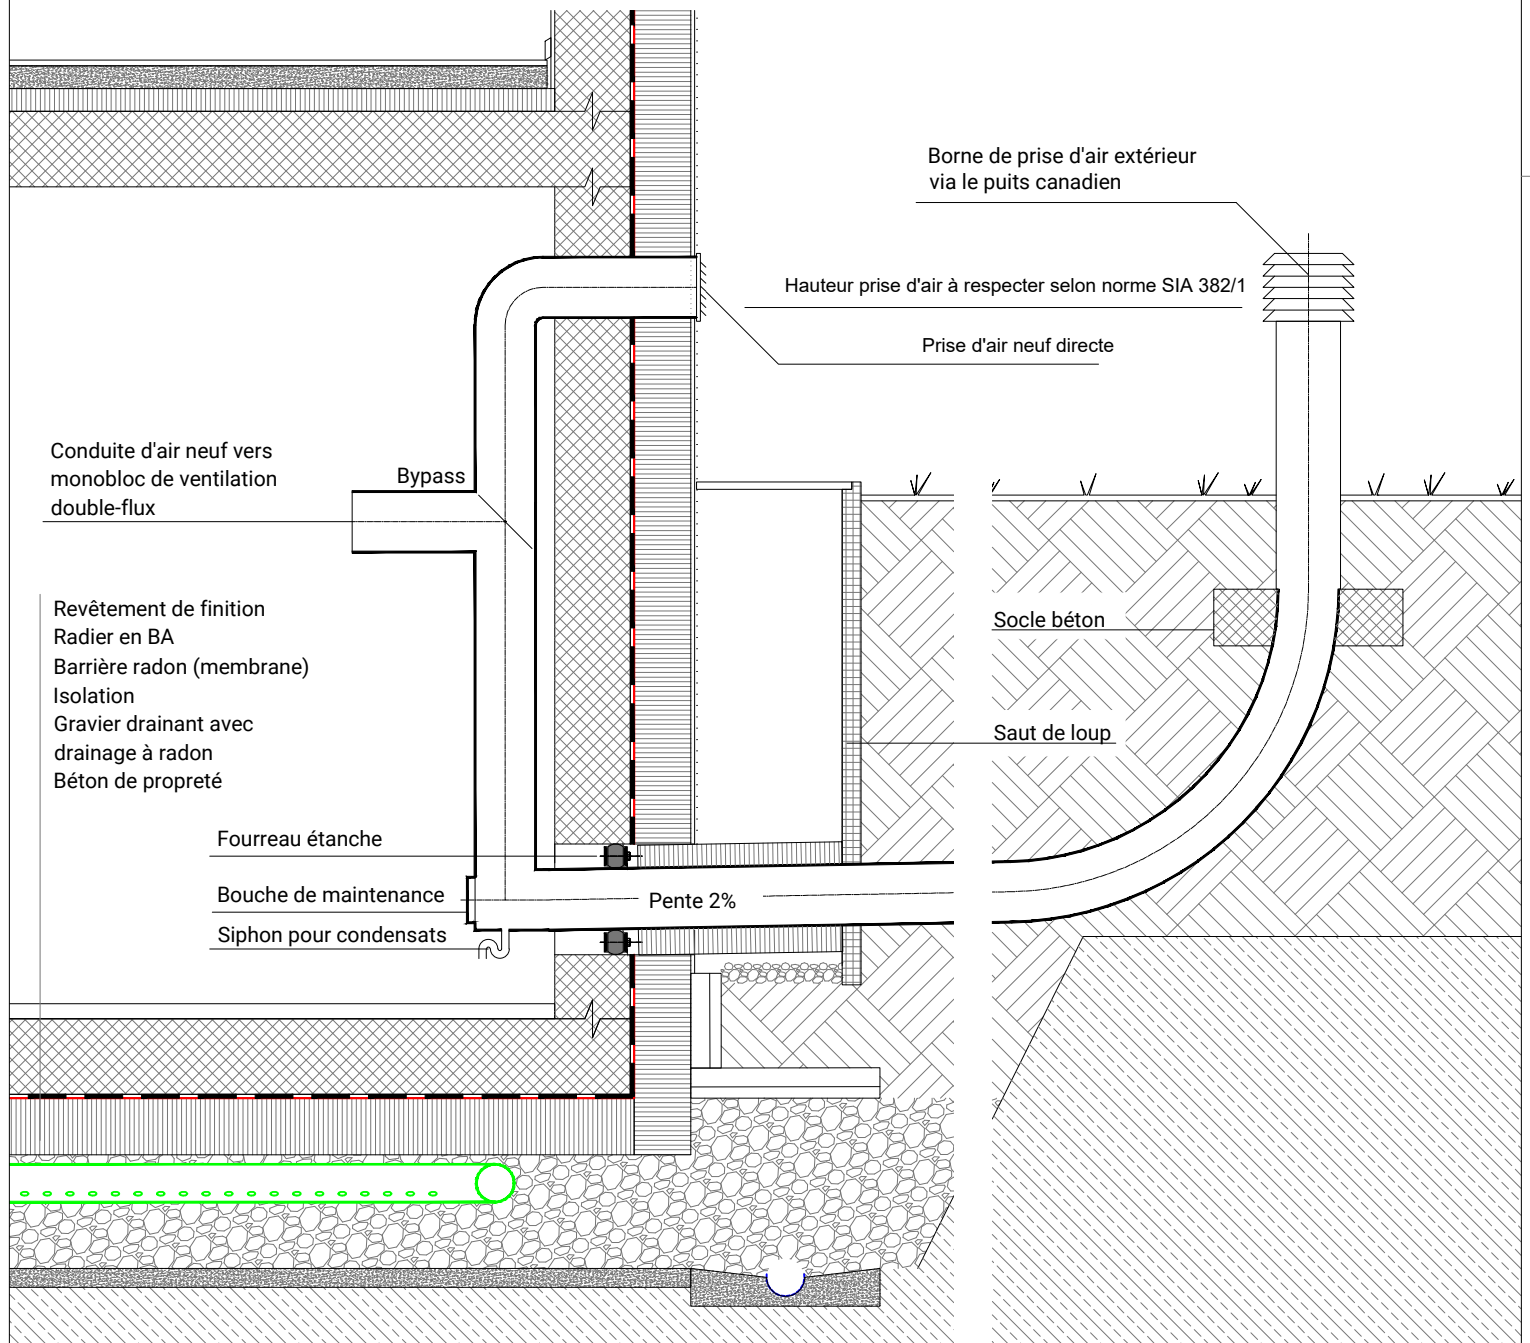 Borne de prise d'air extérieur
via le puits canadien
Hauteur prise d'air à respecter selon norme SIA 382/1
Prise d'air neuf directe
Conduite d'air neuf vers
monobloc de ventilation
double-flux
Bypass
Revêtement de finition
Radier en BA
Barrière radon (membrane)
Isolation
Gravier drainant avec
drainage à radon
Béton de propreté
Socle béton
Saut de loup
Fourreau étanche
Bouche de maintenance
Pente 2%
Siphon pour condensats